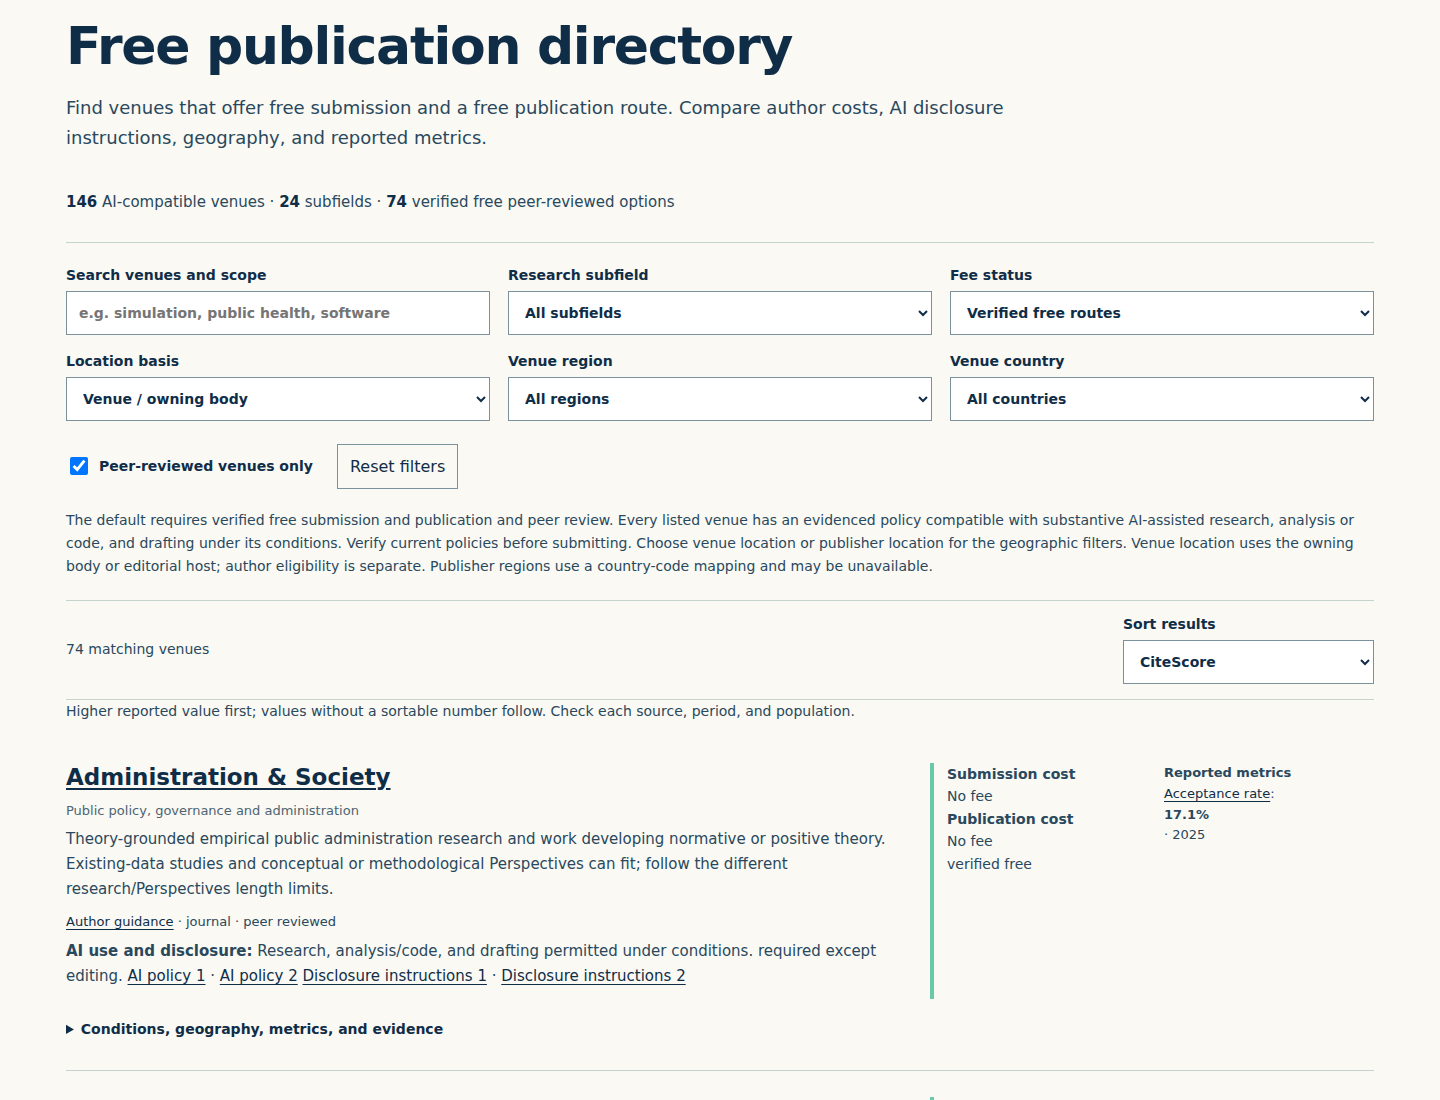 Free publication directory
Find venues that offer free submission and a free publication route. Compare author costs, AI disclosure
instructions, geography, and reported metrics.
146 AI-compatible venues · 24 subfields · 74 verified free peer-reviewed options
Search venues and scope
e.g. simulation, public health, software
Research subfield
All subfields
Fee status
Verified free routes
Location basis
Venue / owning body
Venue region
All regions
Venue country
All countries
Peer-reviewed venues only
Reset filters
The default requires verified free submission and publication and peer review. Every listed venue has an evidenced policy compatible with substantive AI-assisted research, analysis or
code, and drafting under its conditions. Verify current policies before submitting. Choose venue location or publisher location for the geographic filters. Venue location uses the owning
body or editorial host; author eligibility is separate. Publisher regions use a country-code mapping and may be unavailable.
74 matching venues
Sort results
CiteScore
Higher reported value first; values without a sortable number follow. Check each source, period, and population.
Administration & Society
Public policy, governance and administration
Theory-grounded empirical public administration research and work developing normative or positive theory.
Existing-data studies and conceptual or methodological Perspectives can fit; follow the different
research/Perspectives length limits.
Author guidance · journal · peer reviewed
AI use and disclosure: Research, analysis/code, and drafting permitted under conditions. required except
editing. AI policy 1 · AI policy 2 Disclosure instructions 1 · Disclosure instructions 2
Conditions, geography, metrics, and evidence
Submission cost
No fee
Publication cost
No fee
verified free
Reported metrics
Acceptance rate:
17.1%
· 2025